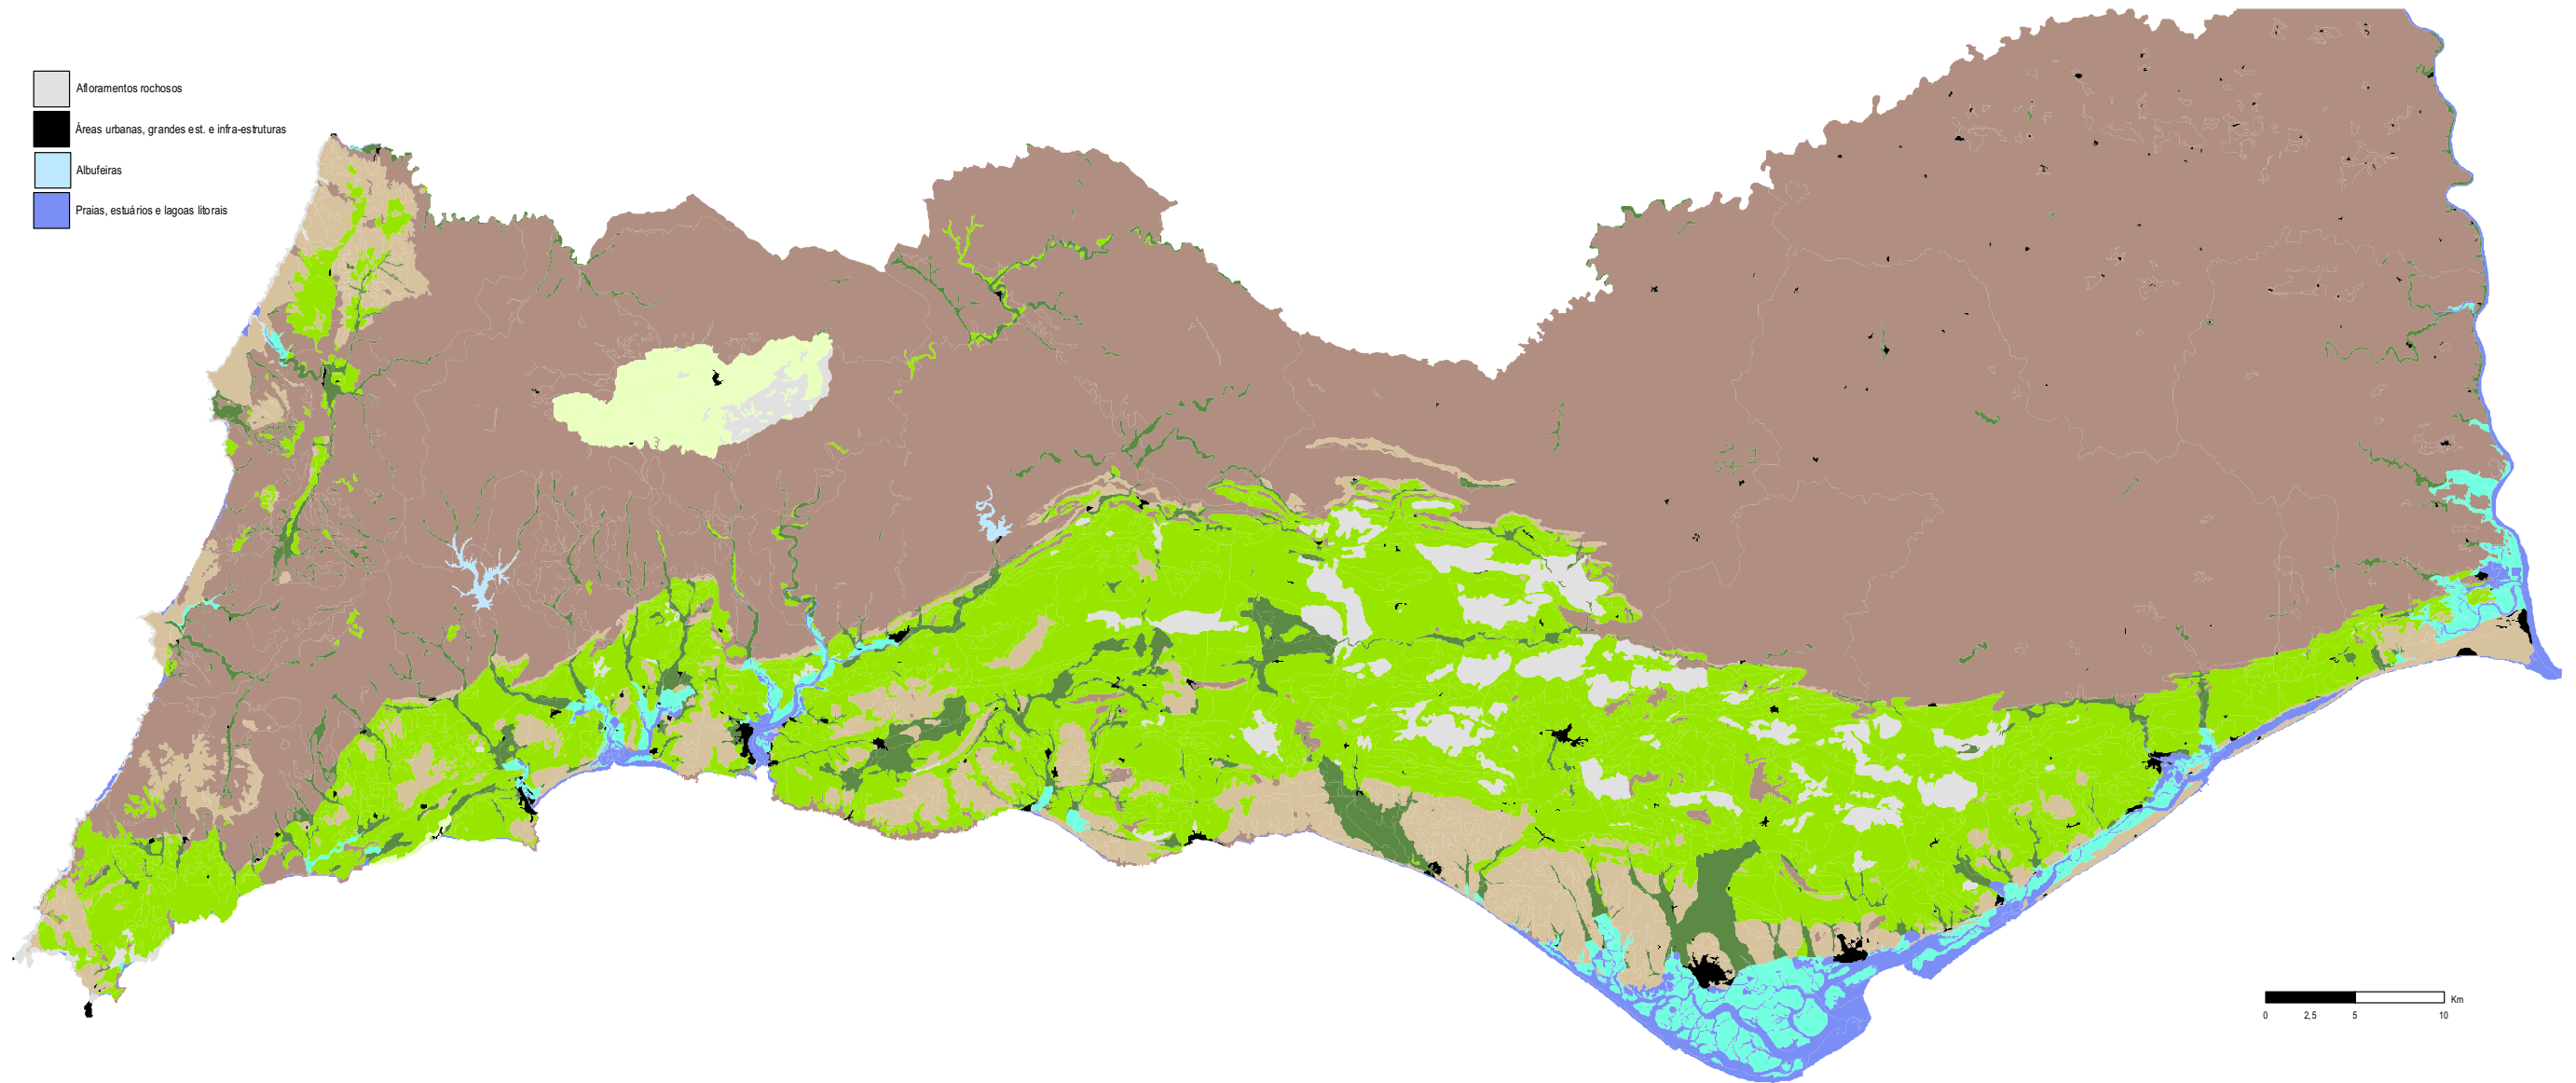 Afloramentos rochosos
Áreas urbanas, grandes est. e infra-estruturas
Albufeiras
Praias, estuários e lagoas litorais
Km
0 2,5 5 10